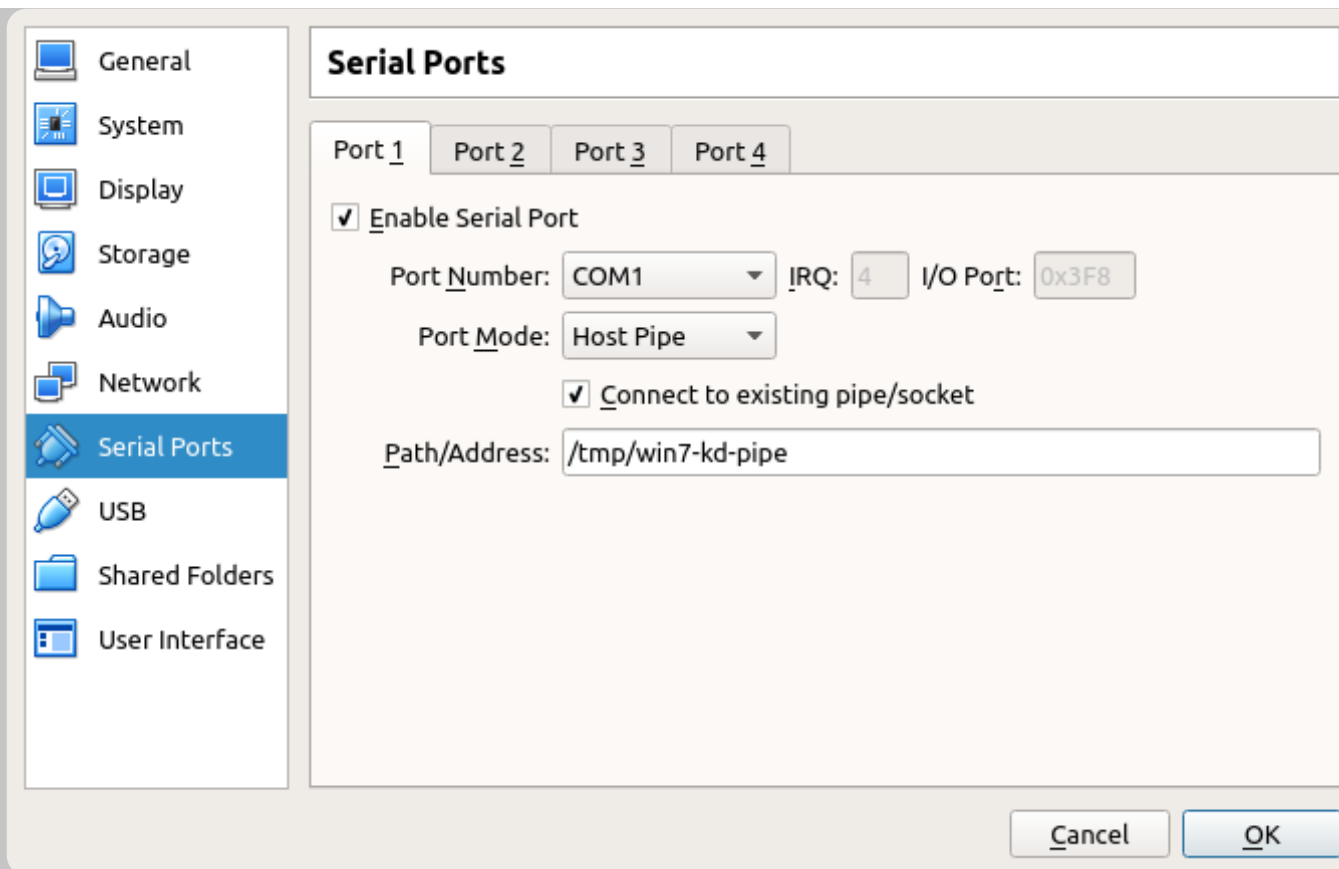 General
System
Display
Storage
Audio
Network
Serial Ports
USB
Shared Folders
User Interface
Serial Ports
Port 1 Port 2 Port 3 Port 4
Enable Serial Port
Port Number: COM1 IRQ: 4 I/O Port: 0x3F8
Port Mode: Host Pipe
Connect to existing pipe/socket
Path/Address: /tmp/win7-kd-pipe
Cancel OK